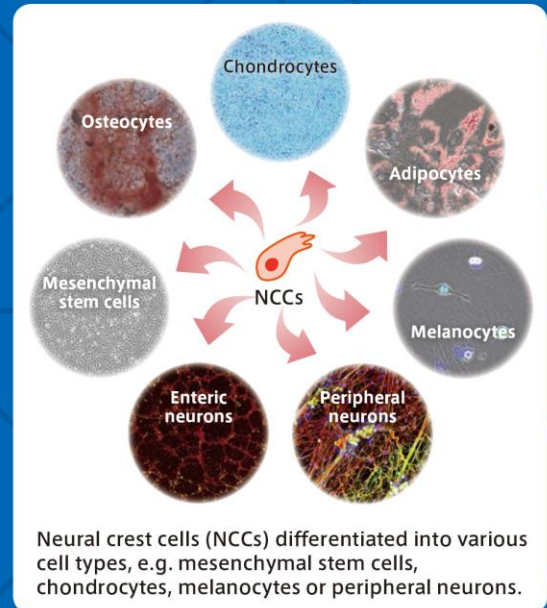 Chondrocytes
Osteocytes
Adipocytes
Mesenchymal
stem cells
NCCs
Melanocytes
Enteric
neurons
Peripheral
neurons
Neural crest cells (NCCs) differentiated into various
cell types, e.g. mesenchymal stem cells,
chondrocytes, melanocytes or peripheral neurons.